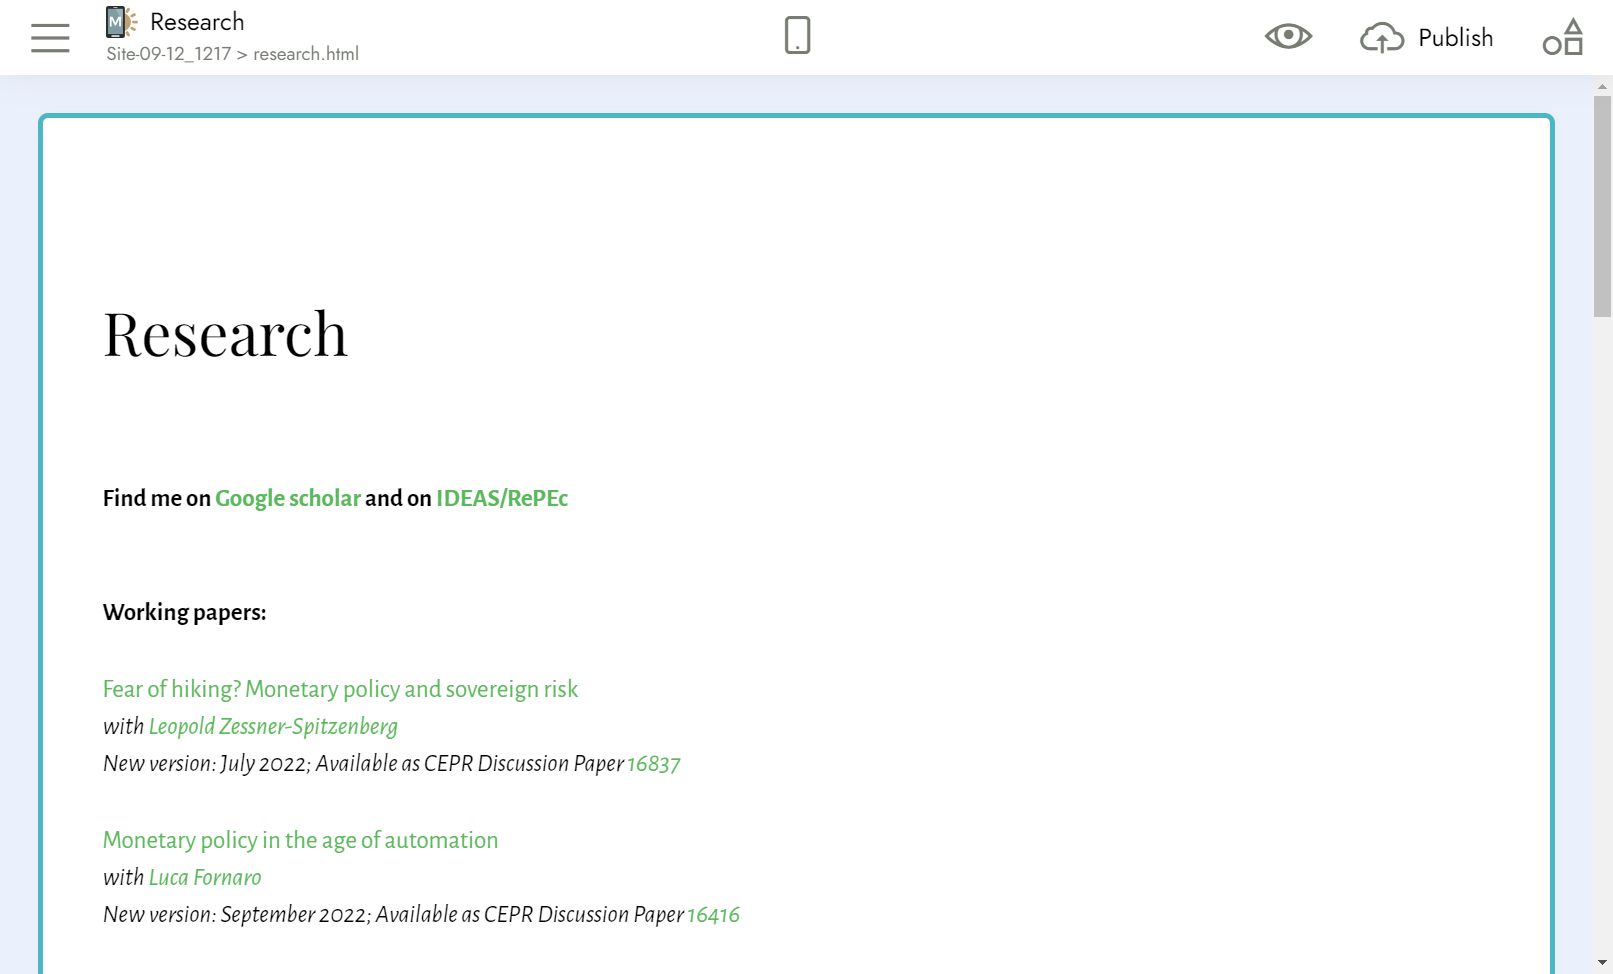 M
Research
Site-09-12_1217 > research.html
Publish
Research
Find me on Google scholar and on IDEAS/RePEc
Working papers:
Fear of hiking? Monetary policy and sovereign risk
with Leopold Zessner-Spitzenberg
New version: July 2022; Available as CEPR Discussion Paper 16837
Monetary policy in the age of automation
with Luca Fornaro
New version: September 2022; Available as CEPR Discussion Paper 16416